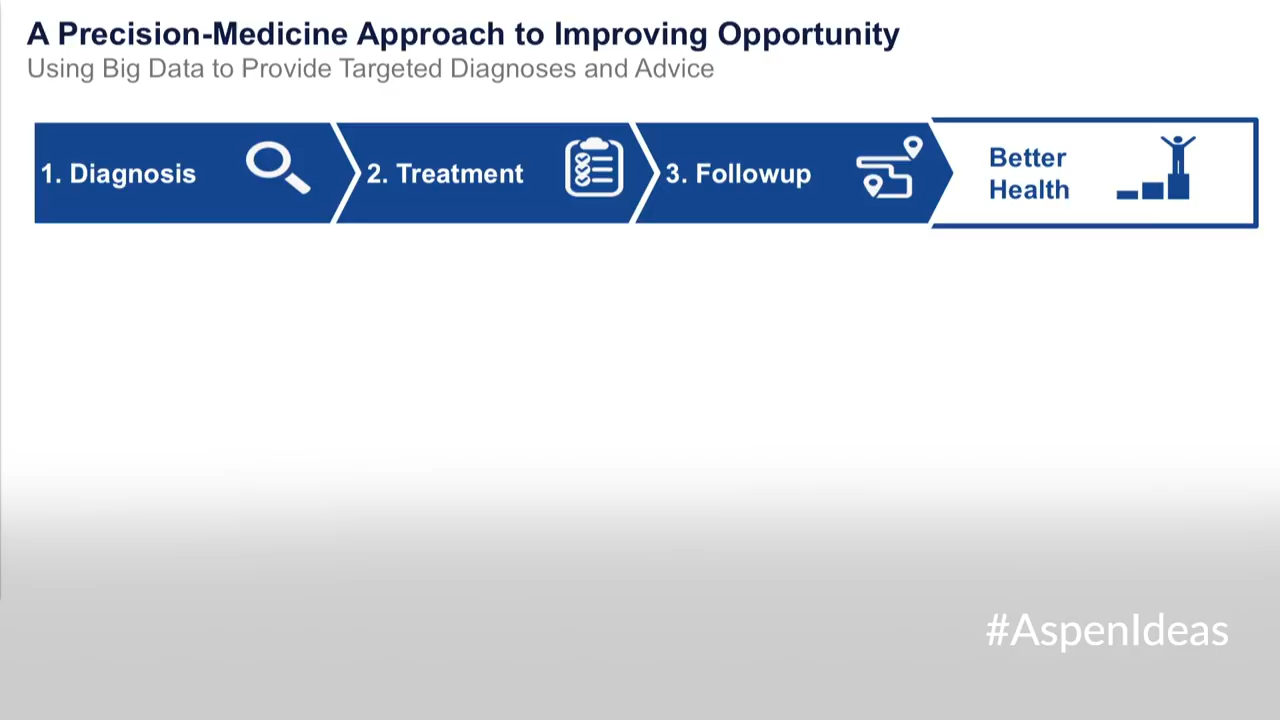 A Precision-Medicine Approach to Improving Opportunity
Using Big Data to Provide Targeted Diagnoses and Advice
1. Diagnosis
2. Treatment
3. Followup
Better
Health
#AspenIdeas